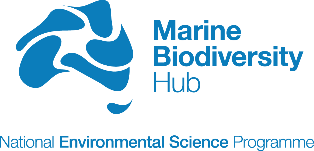 Marine
Biodiversity
Hub
National Environmental Science Programme